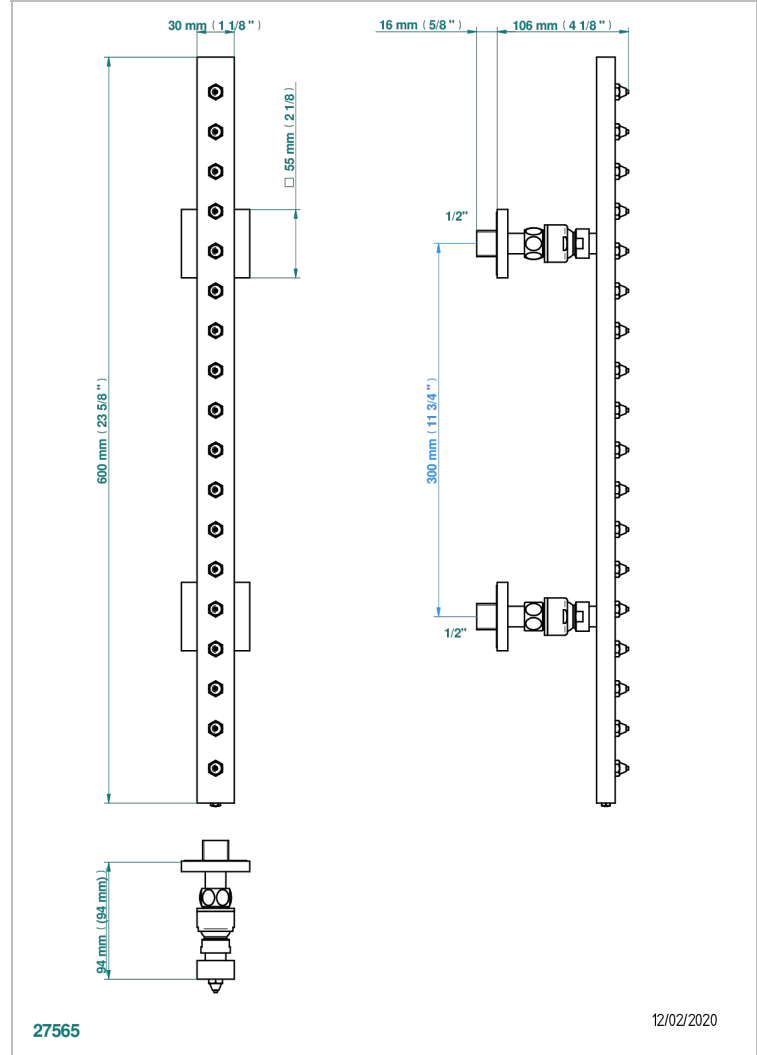 30 mm ( 1 1/8 " )
16 mm ( 5/8 " )
106 mm ( 4 1/8 " )
□ 55 mm ( 2 1/8 )
1/2"
600 mm ( 23 5/8 " )
300 mm ( 11 3/4 " )
1/2"
94 mm ( (94 mm) )
27565
12/02/2020